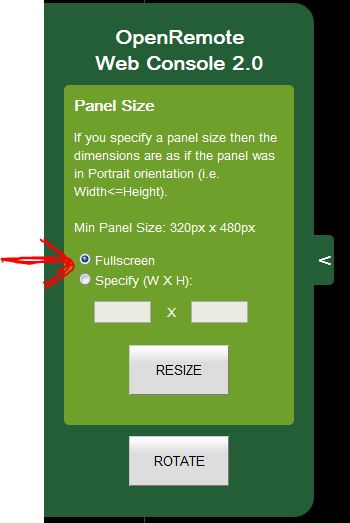 OpenRemote
Web Console 2.0
Panel Size
If you specify a panel size then the
dimensions are as if the panel was
in Portrait orientation (i.e.
Width<=Height).
Min Panel Size: 320px x 480px
Fullscreen
Specify (W X H):
X
RESIZE
ROTATE
<